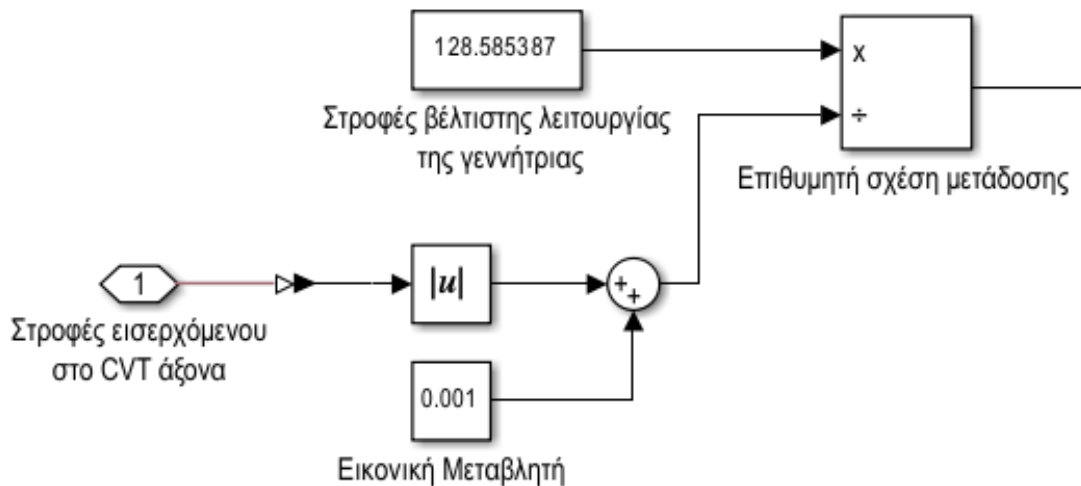 128.585387
Στροφές βέλτιστης λειτουργίας
της γεννήτριας
x
÷
Επιθυμητή σχέση μετάδοσης
1
Στροφές εισερχόμενου
στο CVT άξονα
|u|
+
+
0.001
Εικονική Μεταβλητή